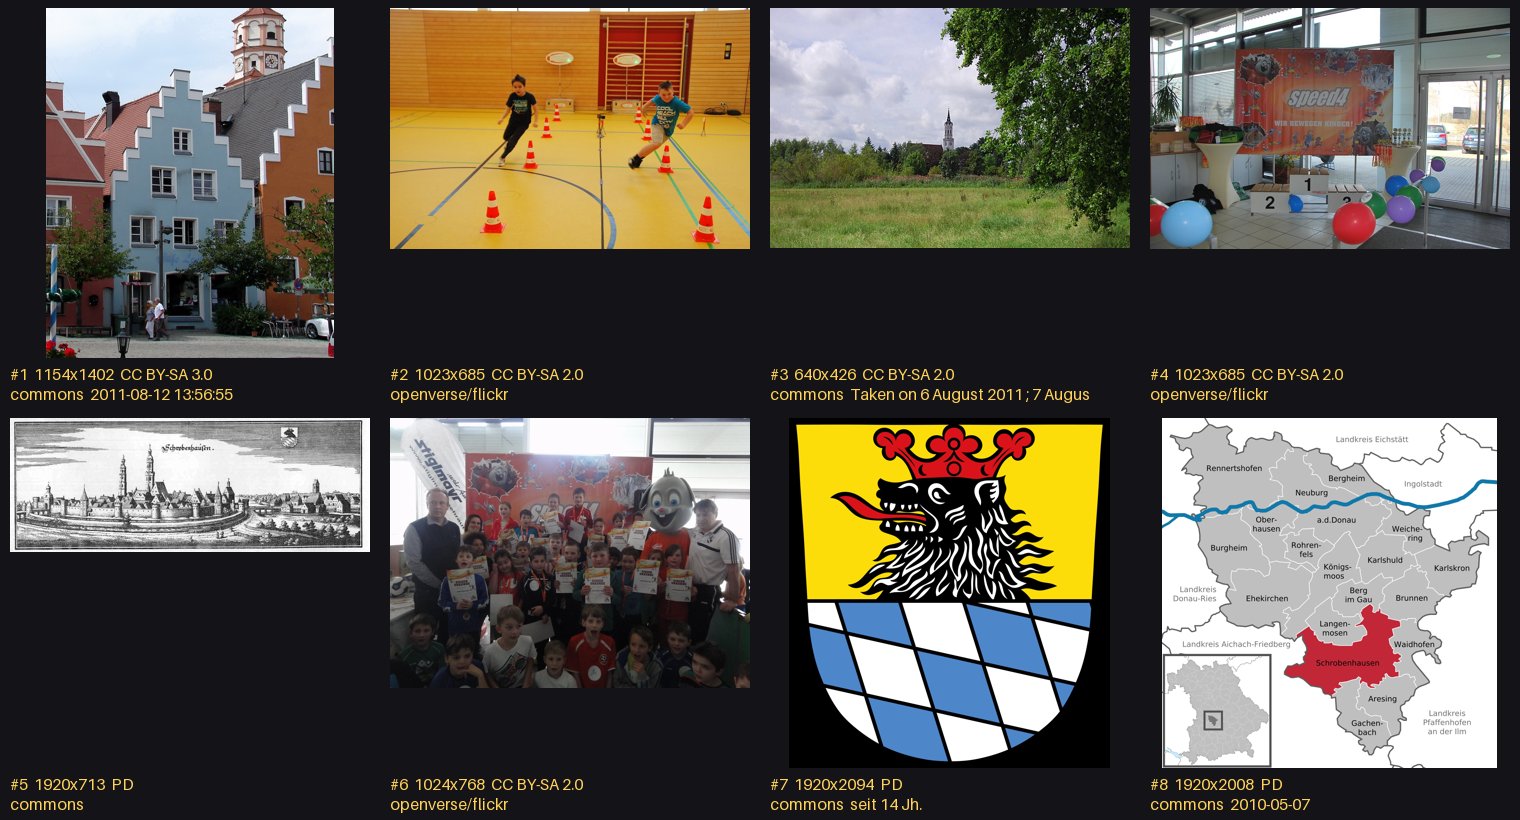 speed4
WIR BEWEGEN KINDER!
1
2
3
#1 1154x1402 CC BY-SA 3.0
commons 2011-08-12 13:56:55
#2 1023x685 CC BY-SA 2.0
openverse/flickr
#3 640x426 CC BY-SA 2.0
commons Taken on 6 August 2011 ; 7 Augus
#4 1023x685 CC BY-SA 2.0
openverse/flickr
Schrobenhausen.
stiglmayr
Landkreis Eichstätt
Rennertshofen
Bergheim
Ingolstadt
Neuburg
a.d.Donau
Ober-
hausen
Weiche-
ring
Burgheim
Rohren-
fels
Karlshuld
Karlskron
Königs-
moos
Landkreis
Donau-Ries
Ehekirchen
Berg
im Gau
Brunnen
Langen-
mosen
Landkreis Aichach-Friedberg
Waidhofen
Schrobenhausen
Aresing
Gachen-
bach
Landkreis
Pfaffenhofen
an der Ilm
#5 1920x713 PD
commons
#6 1024x768 CC BY-SA 2.0
openverse/flickr
#7 1920x2094 PD
commons seit 14 Jh.
#8 1920x2008 PD
commons 2010-05-07